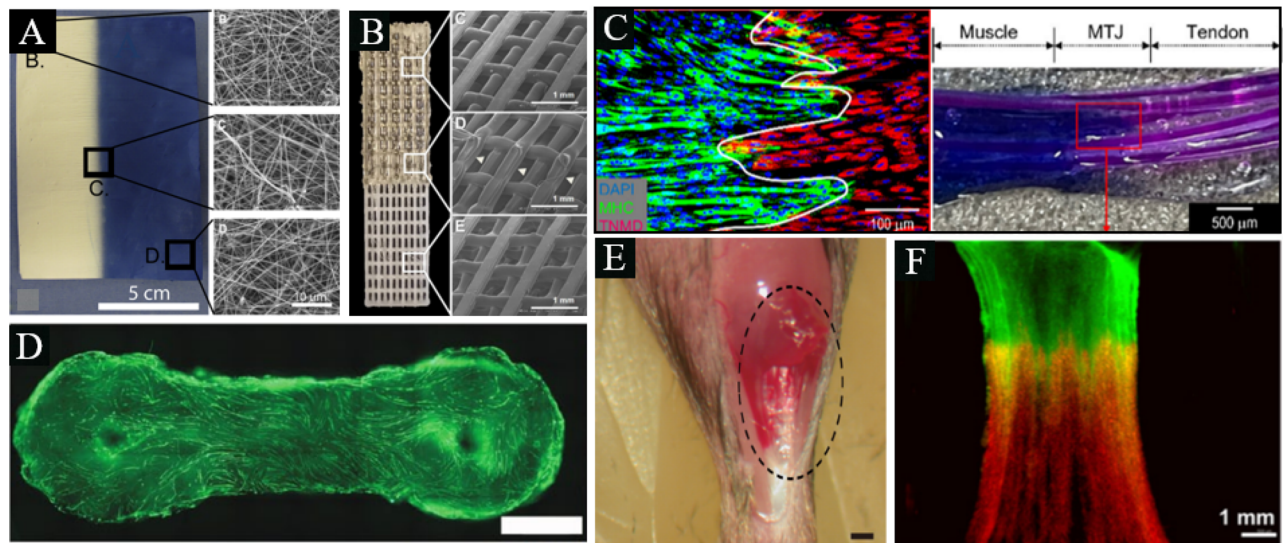 A
B.
C.
D.
5 cm
B
C
D
10 µm
B
C
1 mm
D
1 mm
E
1 mm
C
DAPI
MHC
TNMD
100 µm
Muscle
MTJ
Tendon
500 µm
D
E
F
1 mm